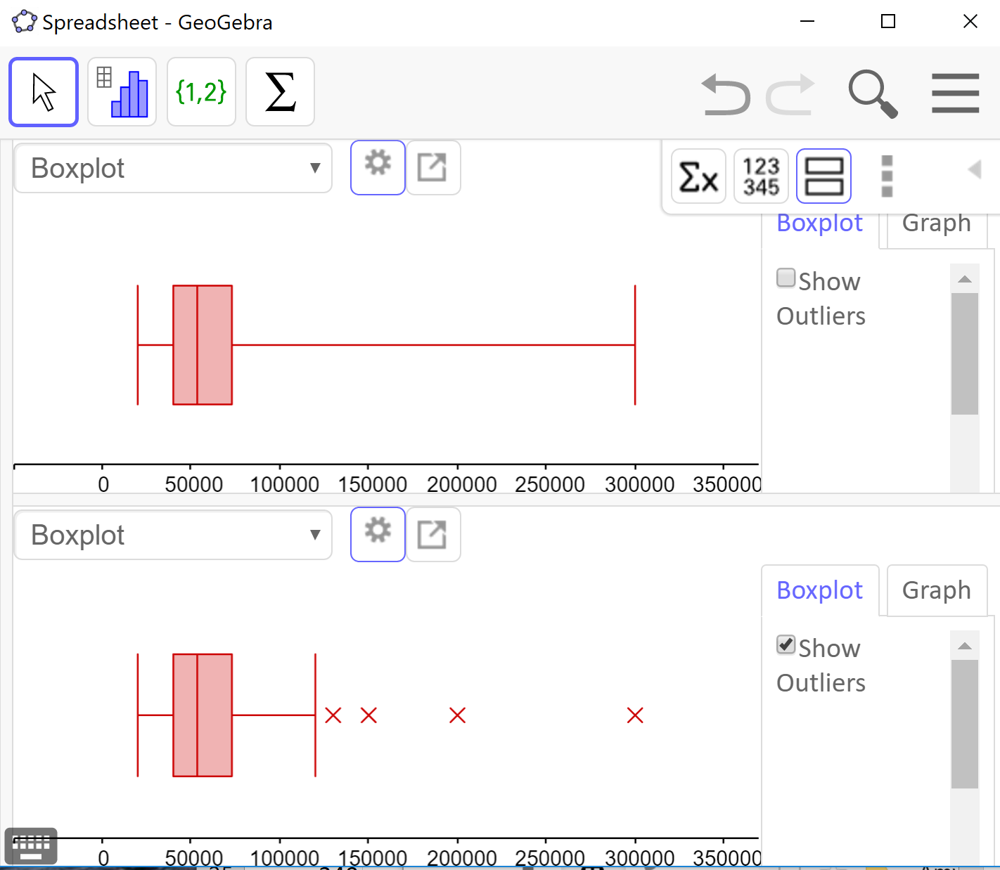 Spreadsheet - GeoGebra
{1,2} Σ
Boxplot
Σx 123 345
Boxplot Graph
Show
Outliers
0 50000 100000 150000 200000 250000 300000 350000
Boxplot
Boxplot Graph
Show
Outliers
0 50000 100000 150000 200000 250000 300000 350000